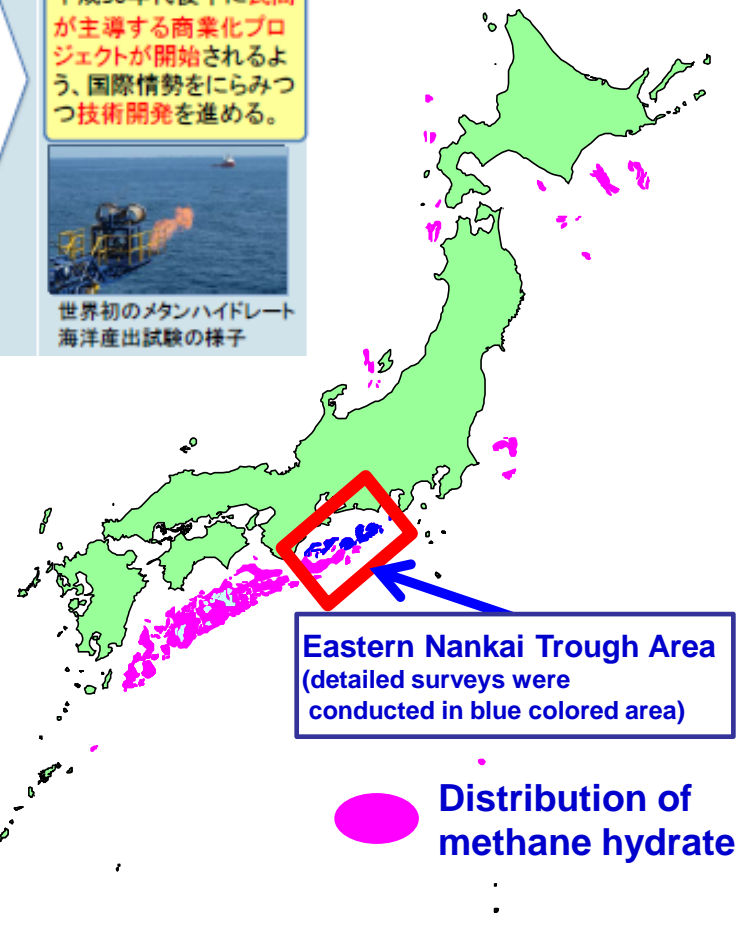 が主導する商業化プロ
ジェクトが開始されるよ
う、国際情勢をにらみつ
つ技術開発を進める。
世界初のメタンハイドレート
海洋産出試験の様子
Eastern Nankai Trough Area
(detailed surveys were
conducted in blue colored area)
Distribution of
methane hydrate